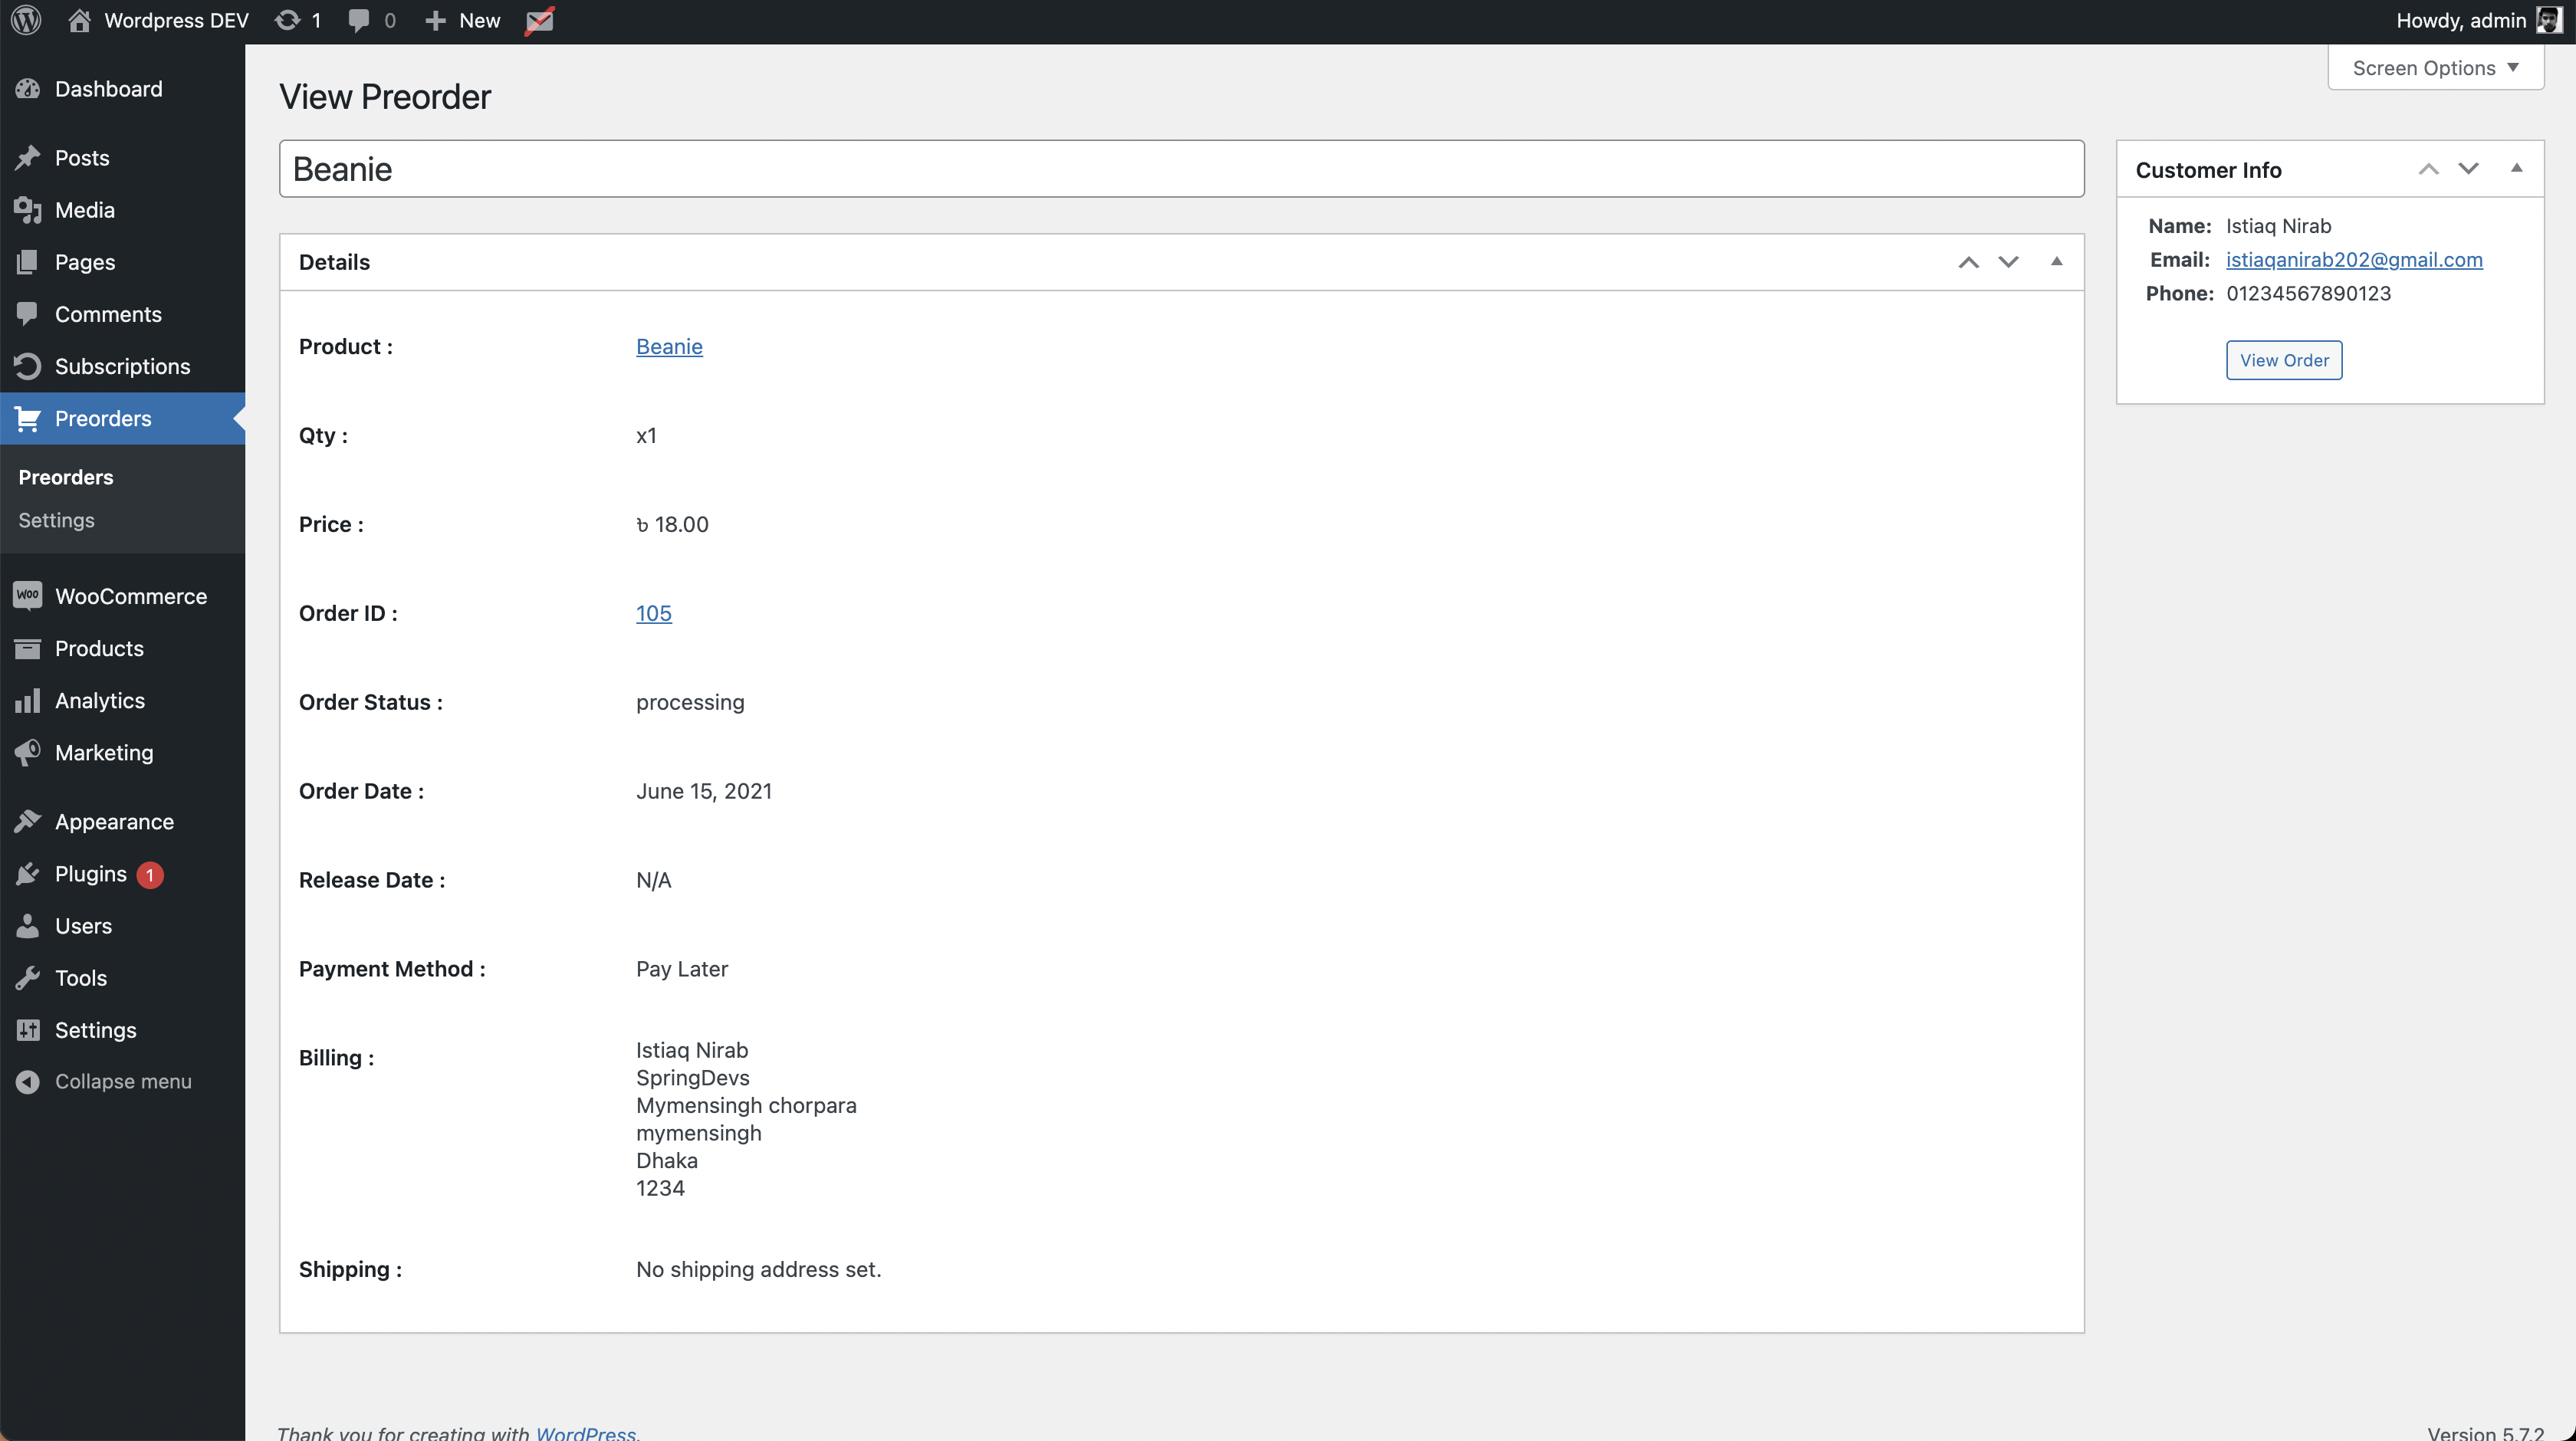 Wordpress DEV 1 0 New Howdy, admin
Screen Options
Dashboard
Posts
Media
Pages
Comments
Subscriptions
Preorders
Preorders
Settings
WOO WooCommerce
Products
Analytics
Marketing
Appearance
Plugins 1
Users
Tools
Settings
Collapse menu
View Preorder
Beanie
Details
Product : Beanie
Qty : x1
Price : ৳ 18.00
Order ID : 105
Order Status : processing
Order Date : June 15, 2021
Release Date : N/A
Payment Method : Pay Later
Billing : Istiaq Nirab
SpringDevs
Mymensingh chorpara
mymensingh
Dhaka
1234
Shipping : No shipping address set.
Customer Info
Name: Istiaq Nirab
Email: istiaqanirab202@gmail.com
Phone: 01234567890123
View Order
Thank you for creating with WordPress.
Version 5.7.2